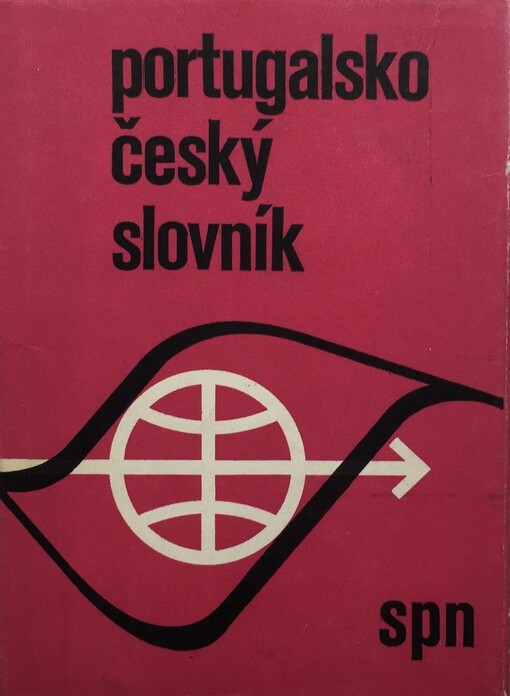 portugalsko
český
slovník
spn